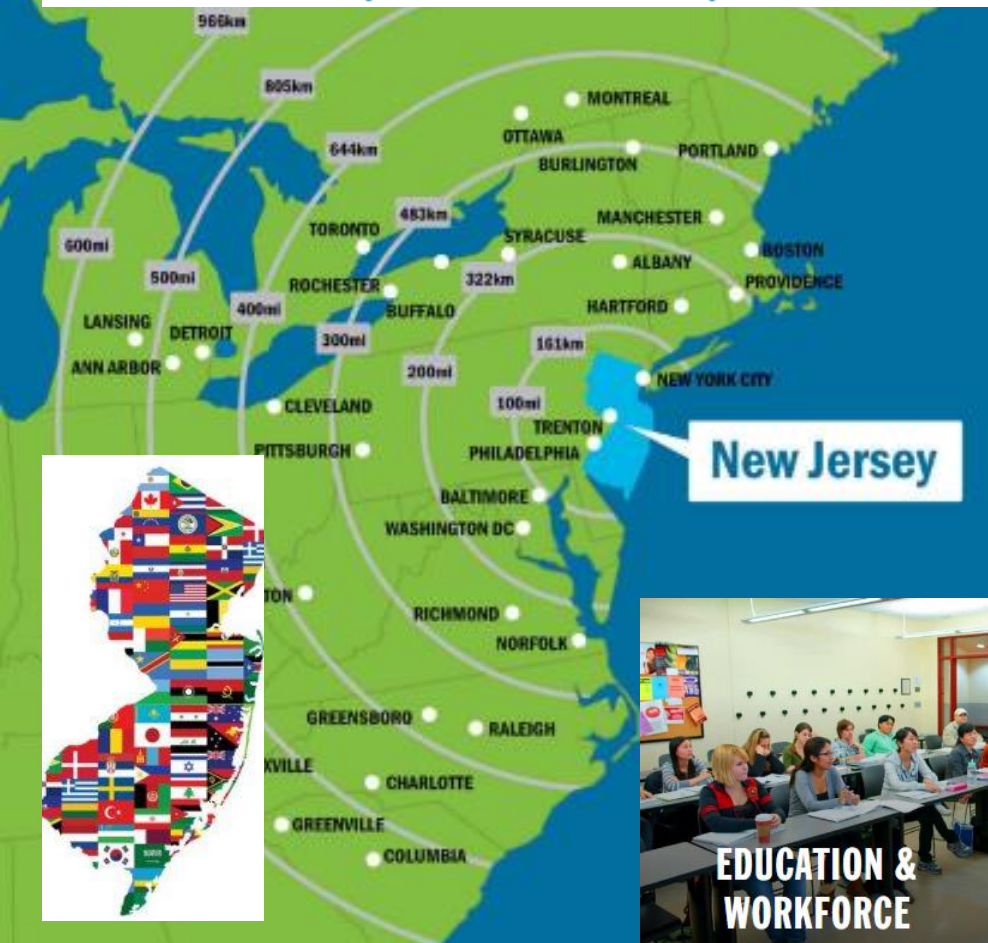 966km
805km
MONTREAL
OTTAWA
644km
BURLINGTON
PORTLAND
483km
MANCHESTER
TORONTO
SYRACUSE
600mi
BOSTON
ALBANY
500mi
322km
PROVIDENCE
ROCHESTER
400mi
BUFFALO
HARTFORD
LANSING
DETROIT
300mi
161km
ANN ARBOR
200mi
NEW YORK CITY
100mi
CLEVELAND
TRENTON
PITTSBURGH
PHILADELPHIA
New Jersey
BALTIMORE
WASHINGTON DC
TON
RICHMOND
NORFOLK
GREENSBORO
RALEIGH
XVILLE
CHARLOTTE
GREENVILLE
COLUMBIA
EDUCATION &
WORKFORCE